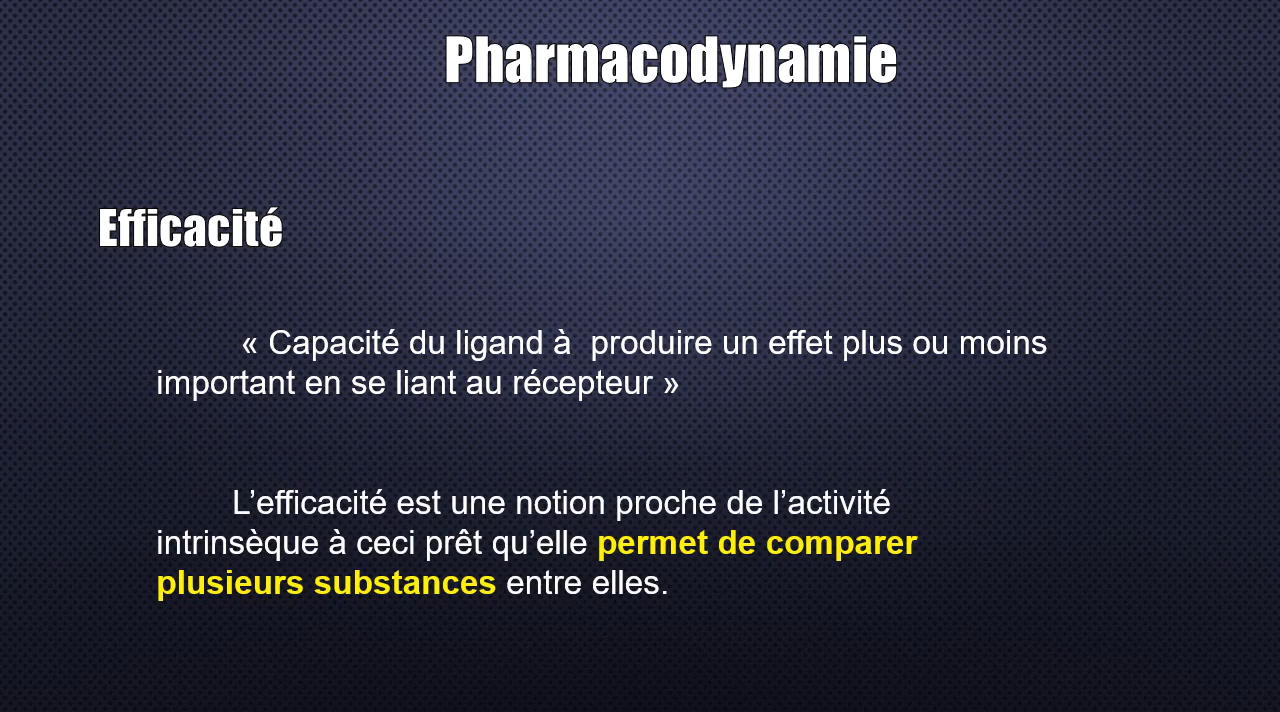 Pharmacodynamie
Efficacité
« Capacité du ligand à  produire un effet plus ou moins
important en se liant au récepteur »
L’efficacité est une notion proche de l’activité
intrinsèque à ceci prêt qu’elle permet de comparer
plusieurs substances entre elles.